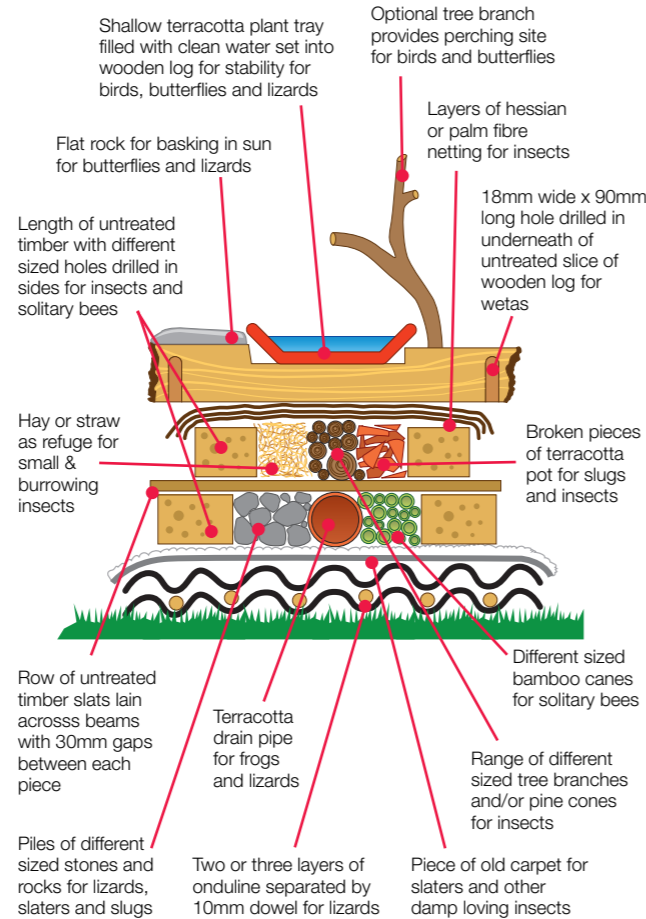 Shallow terracotta plant tray
filled with clean water set into
wooden log for stability for
birds, butterflies and lizards
Optional tree branch
provides perching site
for birds and butterflies
Flat rock for basking in sun
for butterflies and lizards
Layers of hessian
or palm fibre
netting for insects
Length of untreated
timber with different
sized holes drilled in
sides for insects and
solitary bees
18mm wide x 90mm
long hole drilled in
underneath of
untreated slice of
wooden log for
wetas
Hay or straw
as refuge for
small &
burrowing
insects
Broken pieces
of terracotta
pot for slugs
and insects
Row of untreated
timber slats lain
acrosss beams
with 30mm gaps
between each
piece
Terracotta
drain pipe
for frogs
and lizards
Different sized
bamboo canes
for solitary bees
Range of different
sized tree branches
and/or pine cones
for insects
Piles of different
sized stones and
rocks for lizards,
slaters and slugs
Two or three layers of
onduline separated by
10mm dowel for lizards
Piece of old carpet for
slaters and other
damp loving insects